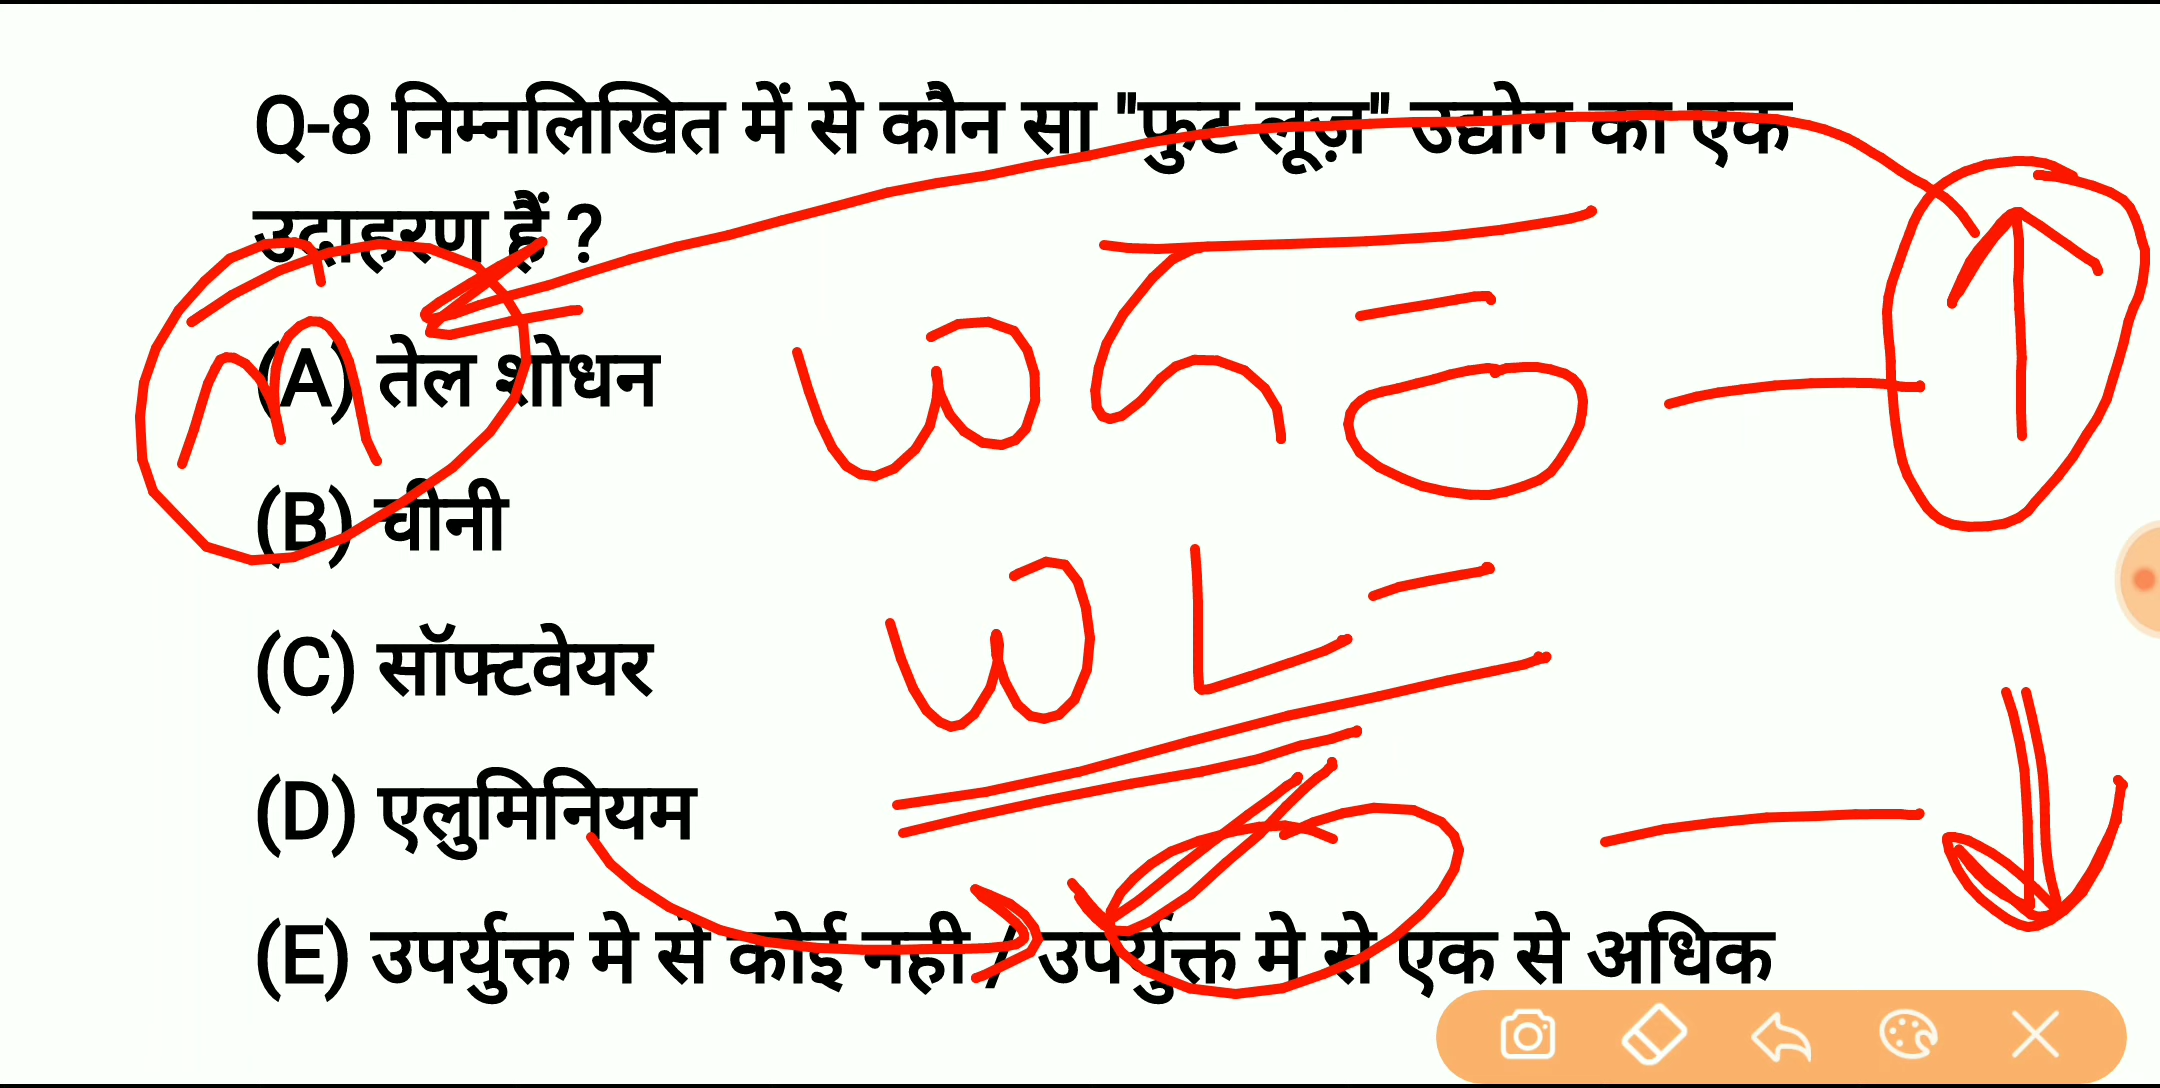 Q-8 निम्नलिखित में से कौन सा "फुट लूज़" उद्योग का एक
उदाहरण हैं ?
(A) तेल शोधन
(B) चीनी
(C) सॉफ्टवेयर
(D) एलुमिनियम
(E) उपर्युक्त मे से कोई नही / उपर्युक्त मे से एक से अधिक